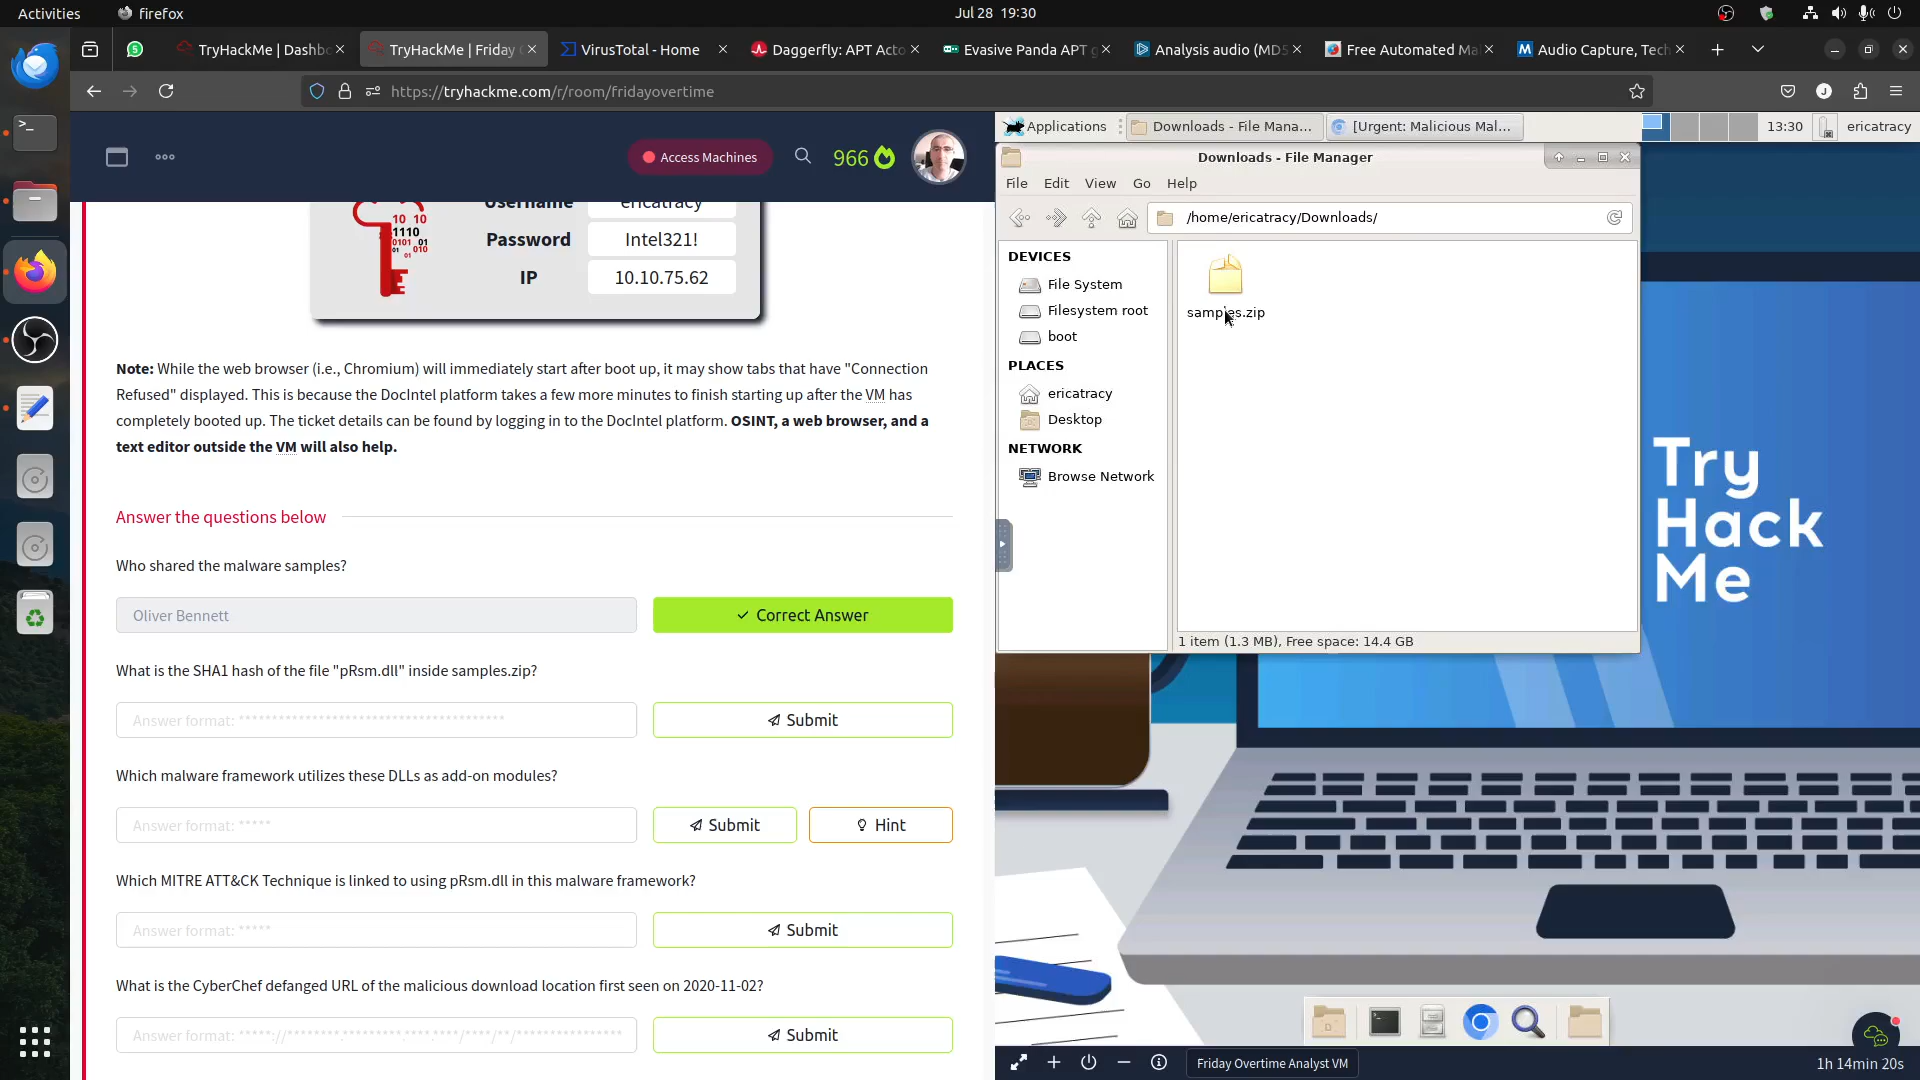 Activities
firefox
Jul 28 19:30
TryHackMe | Dashbo
TryHackMe | Friday
VirusTotal - Home
Daggerfly: APT Acto
Evasive Panda APT g
Analysis audio (MD5
Free Automated Ma
Audio Capture, Tech
https://tryhackme.com/r/room/fridayovertime
Access Machines
966
Username
ericatracy
Password
Intel321!
IP
10.10.75.62
Note: While the web browser (i.e., Chromium) will immediately start after boot up, it may show tabs that have "Connection
Refused" displayed. This is because the DocIntel platform takes a few more minutes to finish starting up after the VM has
completely booted up. The ticket details can be found by logging in to the DocIntel platform. OSINT, a web browser, and a
text editor outside the VM will also help.
Answer the questions below
Who shared the malware samples?
Oliver Bennett
Correct Answer
What is the SHA1 hash of the file "pRsm.dll" inside samples.zip?
Answer format: ****************************************
Submit
Which malware framework utilizes these DLLs as add-on modules?
Answer format: *****
Submit
Hint
Which MITRE ATT&CK Technique is linked to using pRsm.dll in this malware framework?
Answer format: *****
Submit
What is the CyberChef defanged URL of the malicious download location first seen on 2020-11-02?
Answer format: *****://********.*********.****.****/****/**/****************
Submit
Applications
Downloads - File Mana...
[Urgent: Malicious Mal...
13:30
ericatracy
Downloads - File Manager
File
Edit
View
Go
Help
/home/ericatracy/Downloads/
DEVICES
File System
Filesystem root
boot
PLACES
ericatracy
Desktop
NETWORK
Browse Network
samples.zip
1 item (1.3 MB), Free space: 14.4 GB
Try
Hack
Me
Friday Overtime Analyst VM
1h 14min 20s